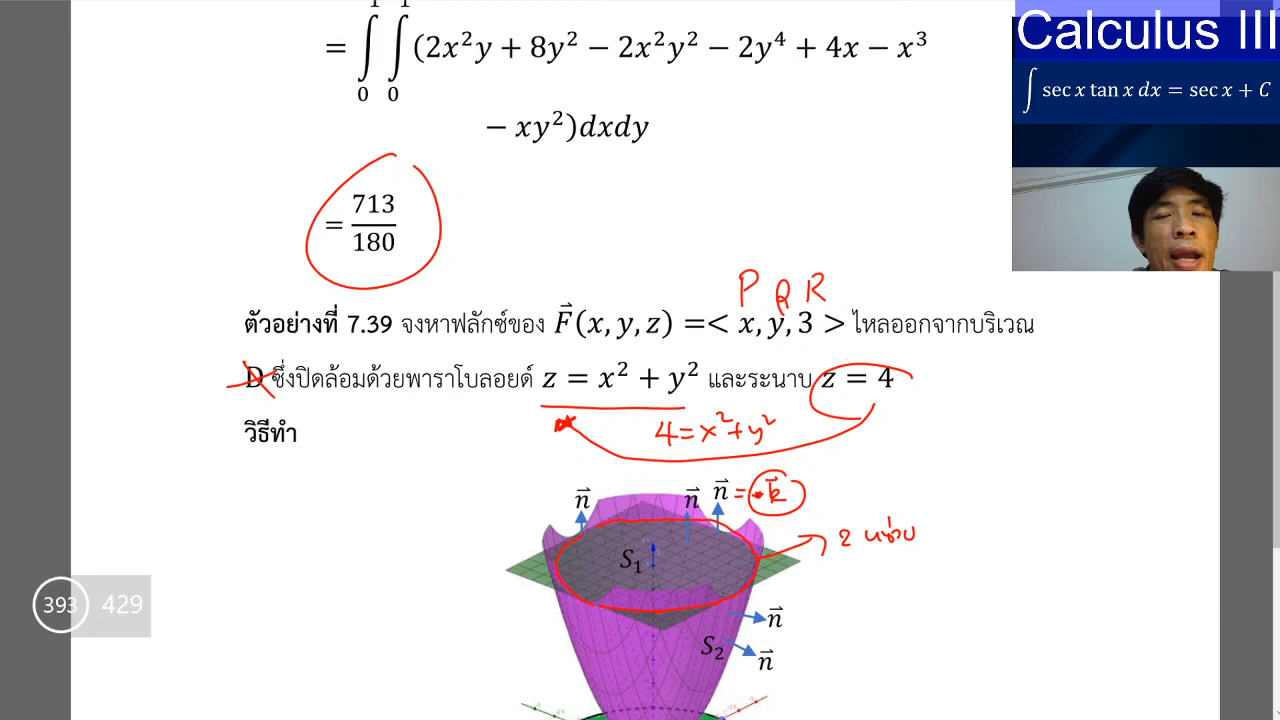 Calculus III
∫ sec x tan x dx = sec x + C
= ∫₀ ∫₀ (2x²y + 8y² − 2x²y² − 2y⁴ + 4x − x³
− xy²)dxdy
= 713/180
P Q R
ตัวอย่างที่ 7.39 จงหาฟลักซ์ของ F⃗(x, y, z) =< x, y, 3 > ไหลออกจากบริเวณ
D ซึ่งปิดล้อมด้วยพาราโบลอยด์ z = x² + y² และระนาบ z = 4
4 = x² + y²
วิธีทำ
n⃗ n⃗ n⃗ = k⃗
S₁
2 หน่วย
n⃗
S₂
n⃗
393 429